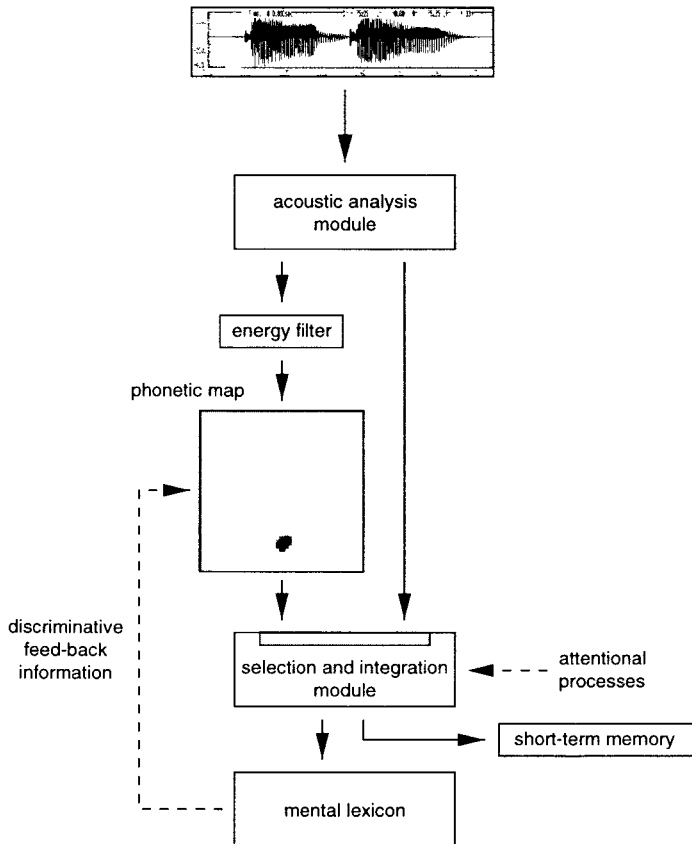 acoustic analysis
module
energy filter
phonetic map
discriminative
feed-back
information
selection and integration
module
attentional
processes
short-term memory
mental lexicon